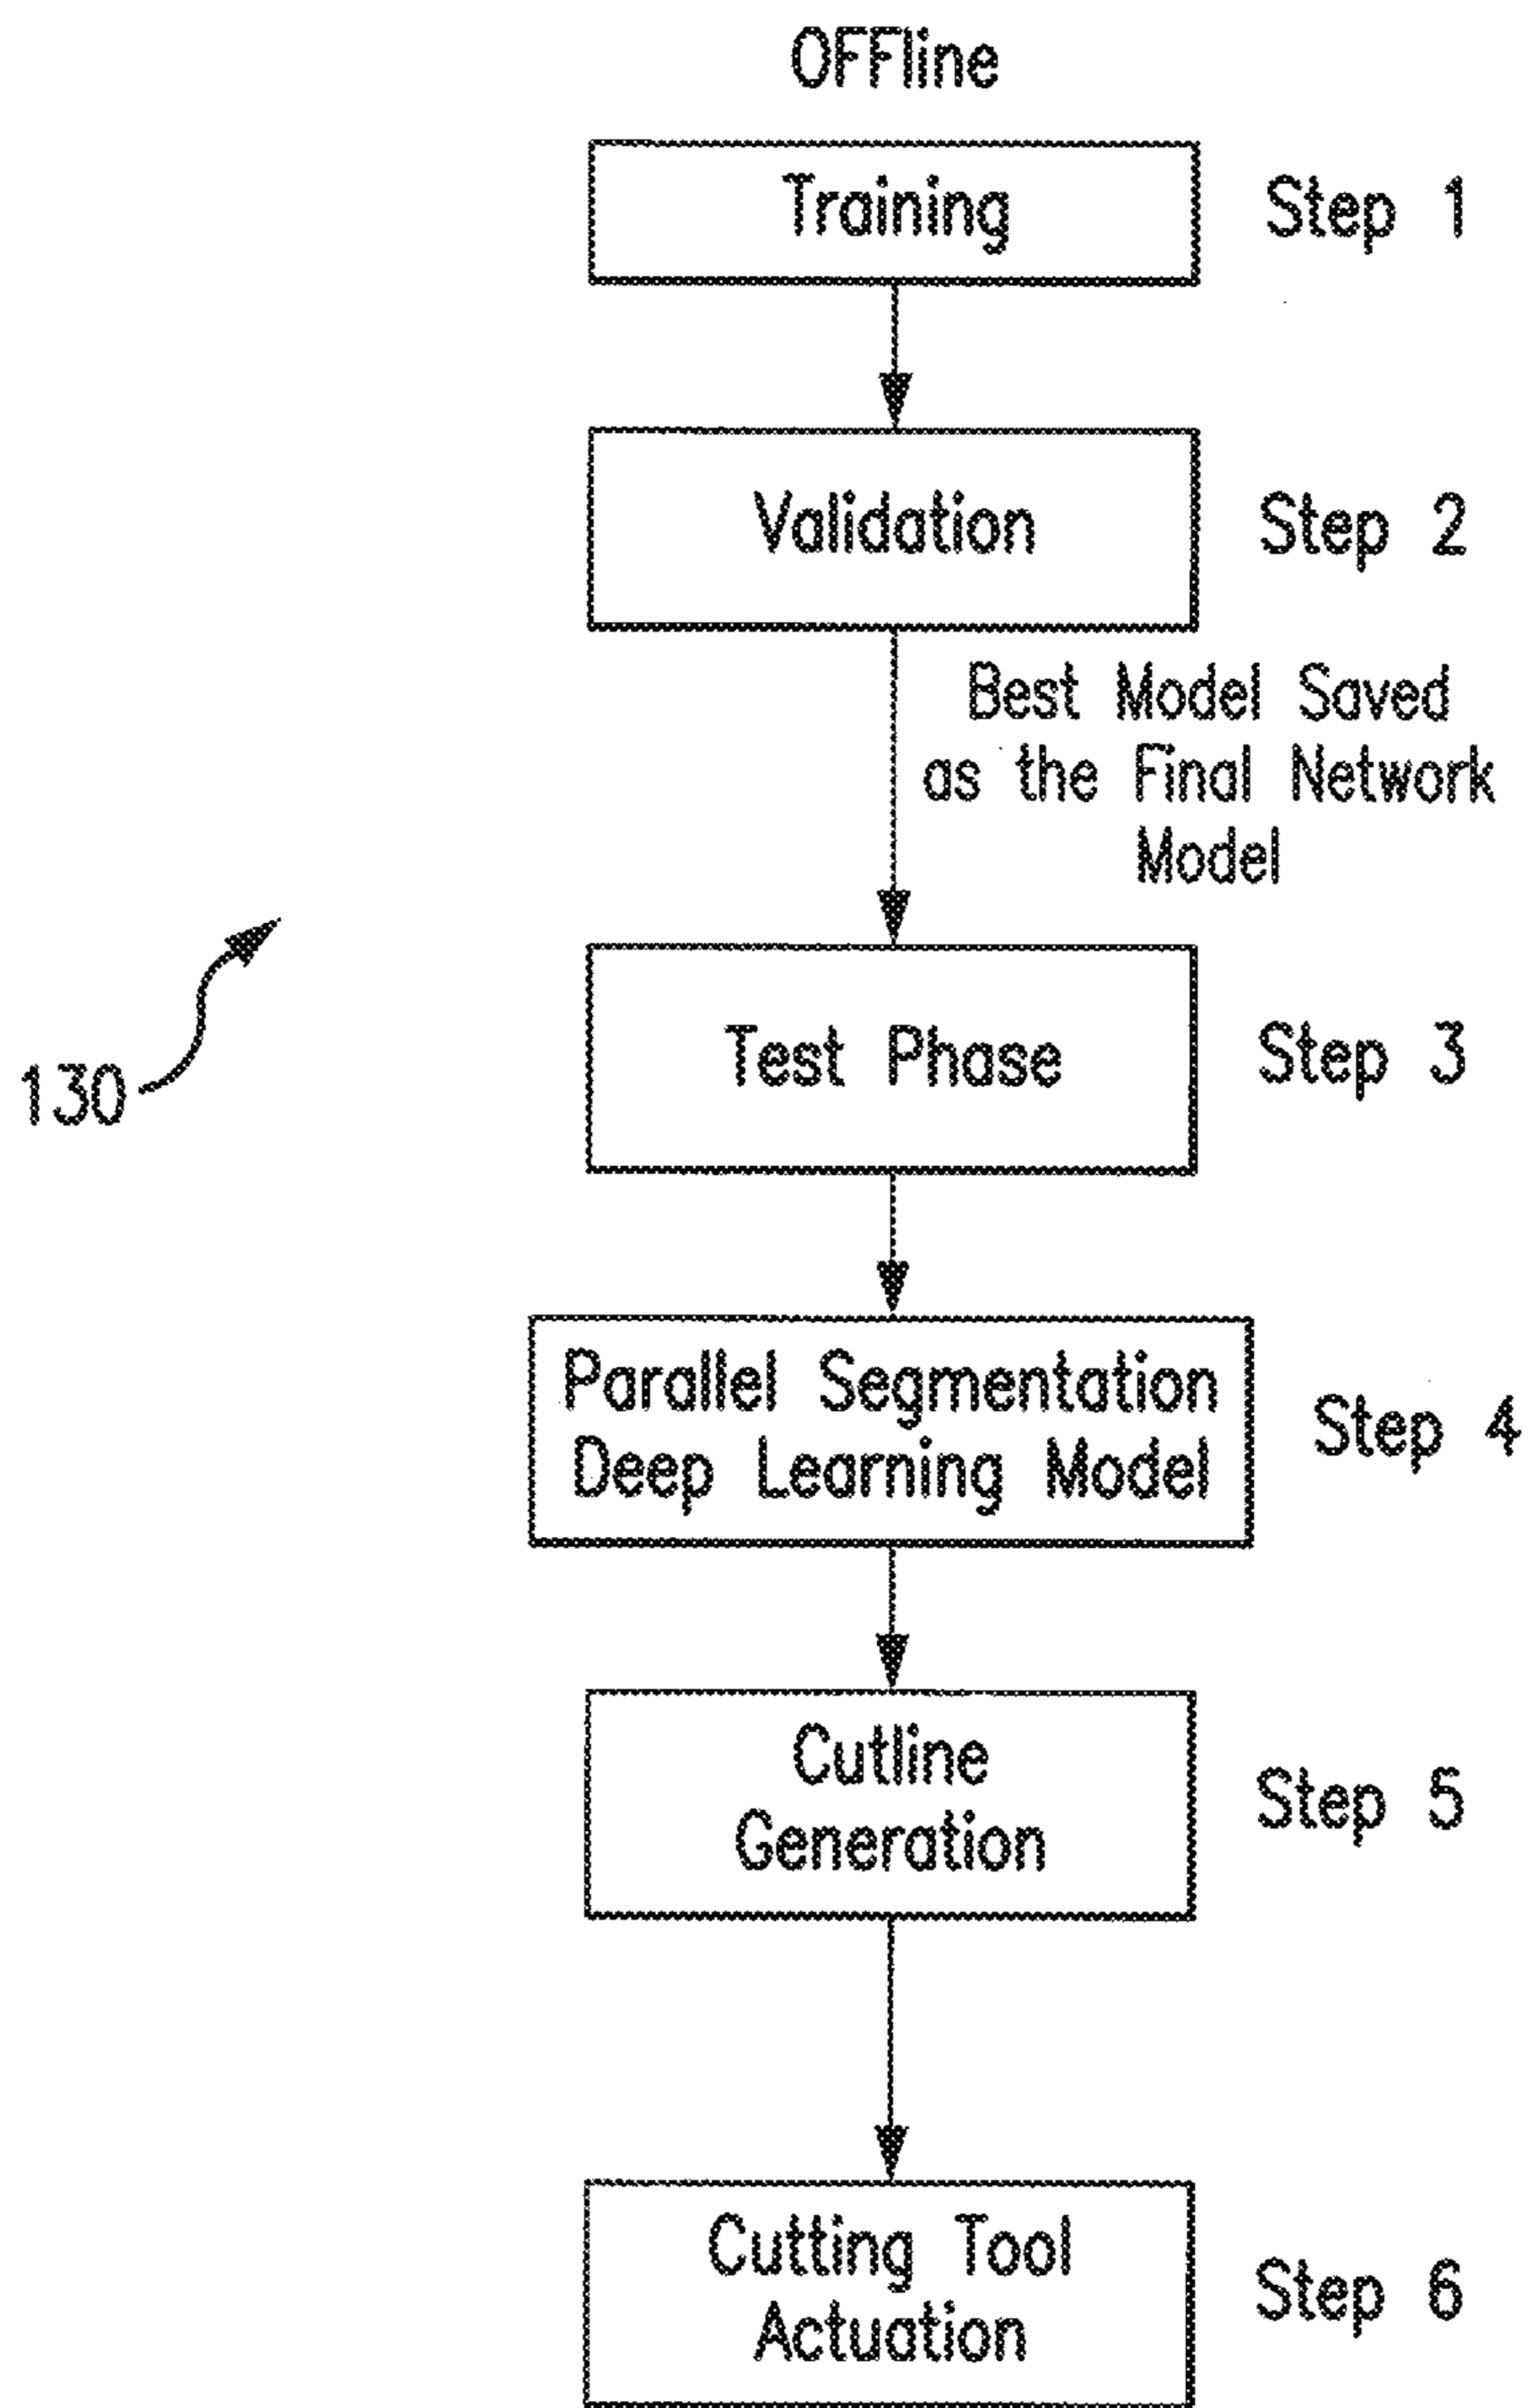 OFFline
Training
Step 1
Validation
Step 2
Best Model Saved
as the Final Network
Model
130
Test Phase
Step 3
Parallel Segmentation
Deep Learning Model
Step 4
Cutline
Generation
Step 5
Cutting Tool
Actuation
Step 6